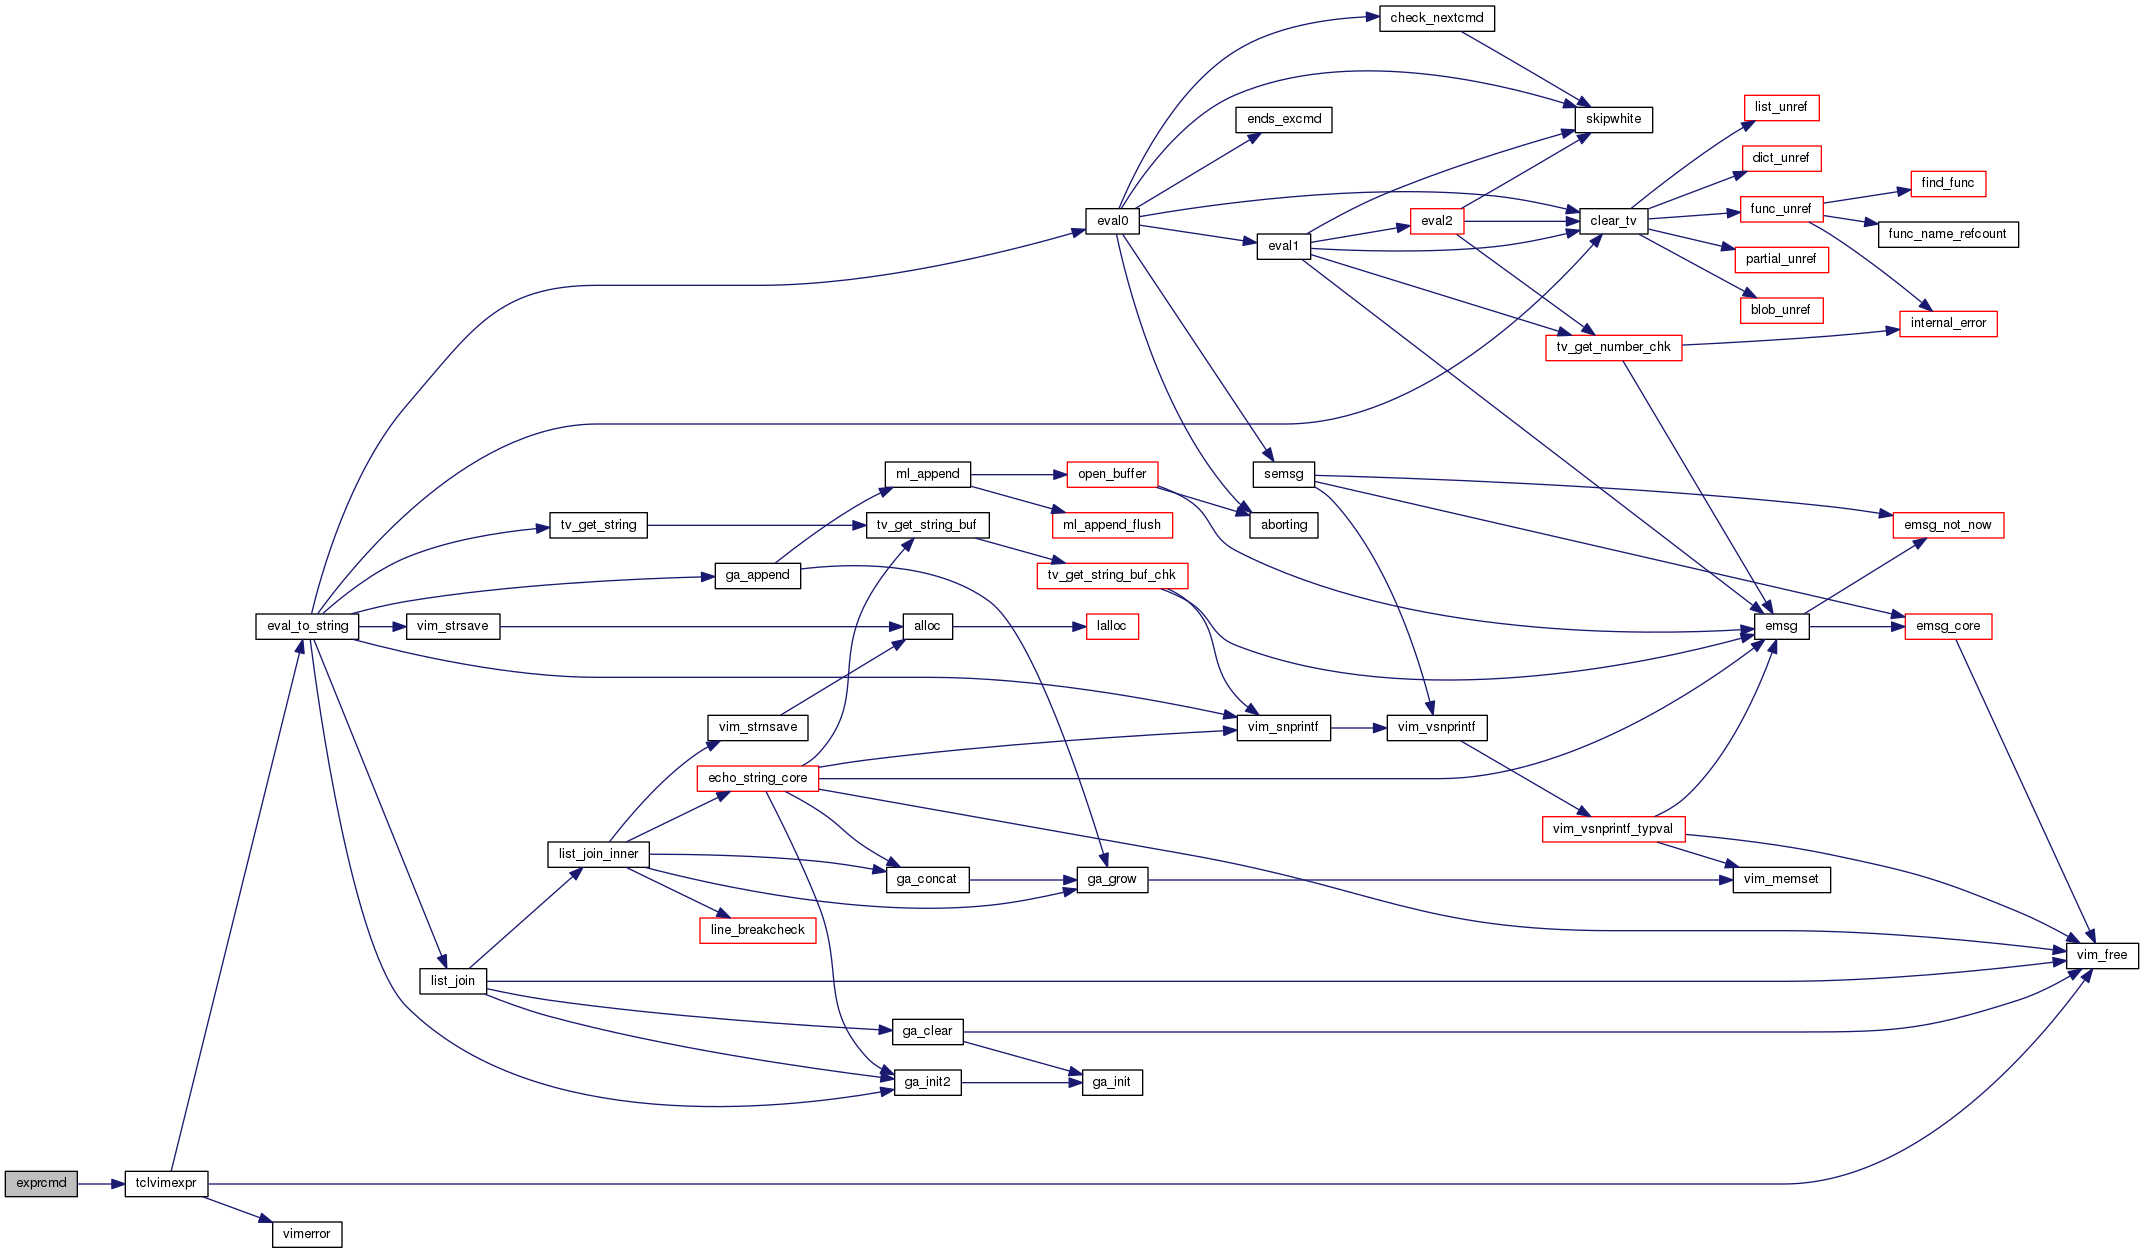 check_nextcmd
list_unref
ends_excmd
skipwhite
dict_unref
find_func
func_unref
eval0
eval2
clear_tv
func_name_refcount
eval1
partial_unref
blob_unref
internal_error
tv_get_number_chk
ml_append
open_buffer
semsg
tv_get_string
tv_get_string_buf
ml_append_flush
aborting
emsg_not_now
ga_append
tv_get_string_buf_chk
eval_to_string
vim_strsave
alloc
lalloc
emsg
emsg_core
vim_strnsave
vim_snprintf
vim_vsnprintf
echo_string_core
vim_vsnprintf_typval
list_join_inner
ga_concat
ga_grow
vim_memset
line_breakcheck
vim_free
list_join
ga_clear
ga_init2
ga_init
exprcmd
tclvimexpr
vimerror